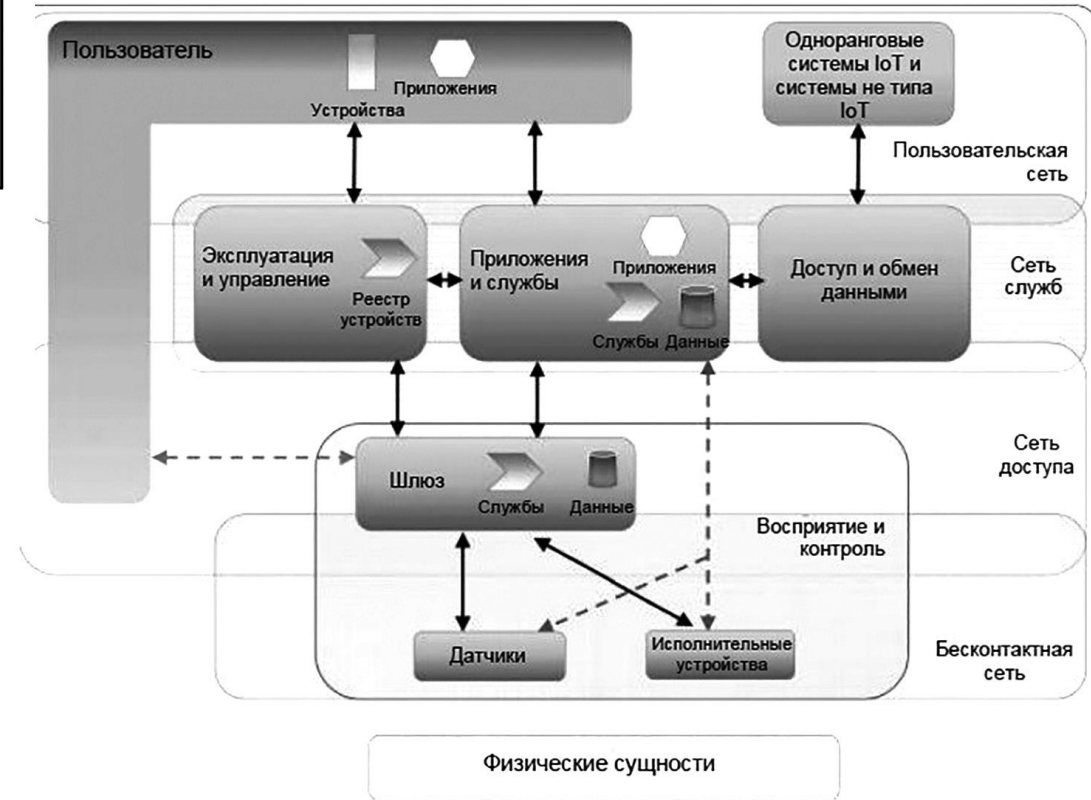 Пользователь
Устройства
Приложения
Одноранговые
системы IoT и
системы не типа
IoT
Пользовательская
сеть
Эксплуатация
и управление
Реестр
устройств
Приложения
и службы
Приложения
Службы
Данные
Доступ и обмен
данными
Сеть
служб
Шлюз
Службы
Данные
Сеть
доступа
Восприятие и
контроль
Датчики
Исполнительные
устройства
Бесконтактная
сеть
Физические сущности